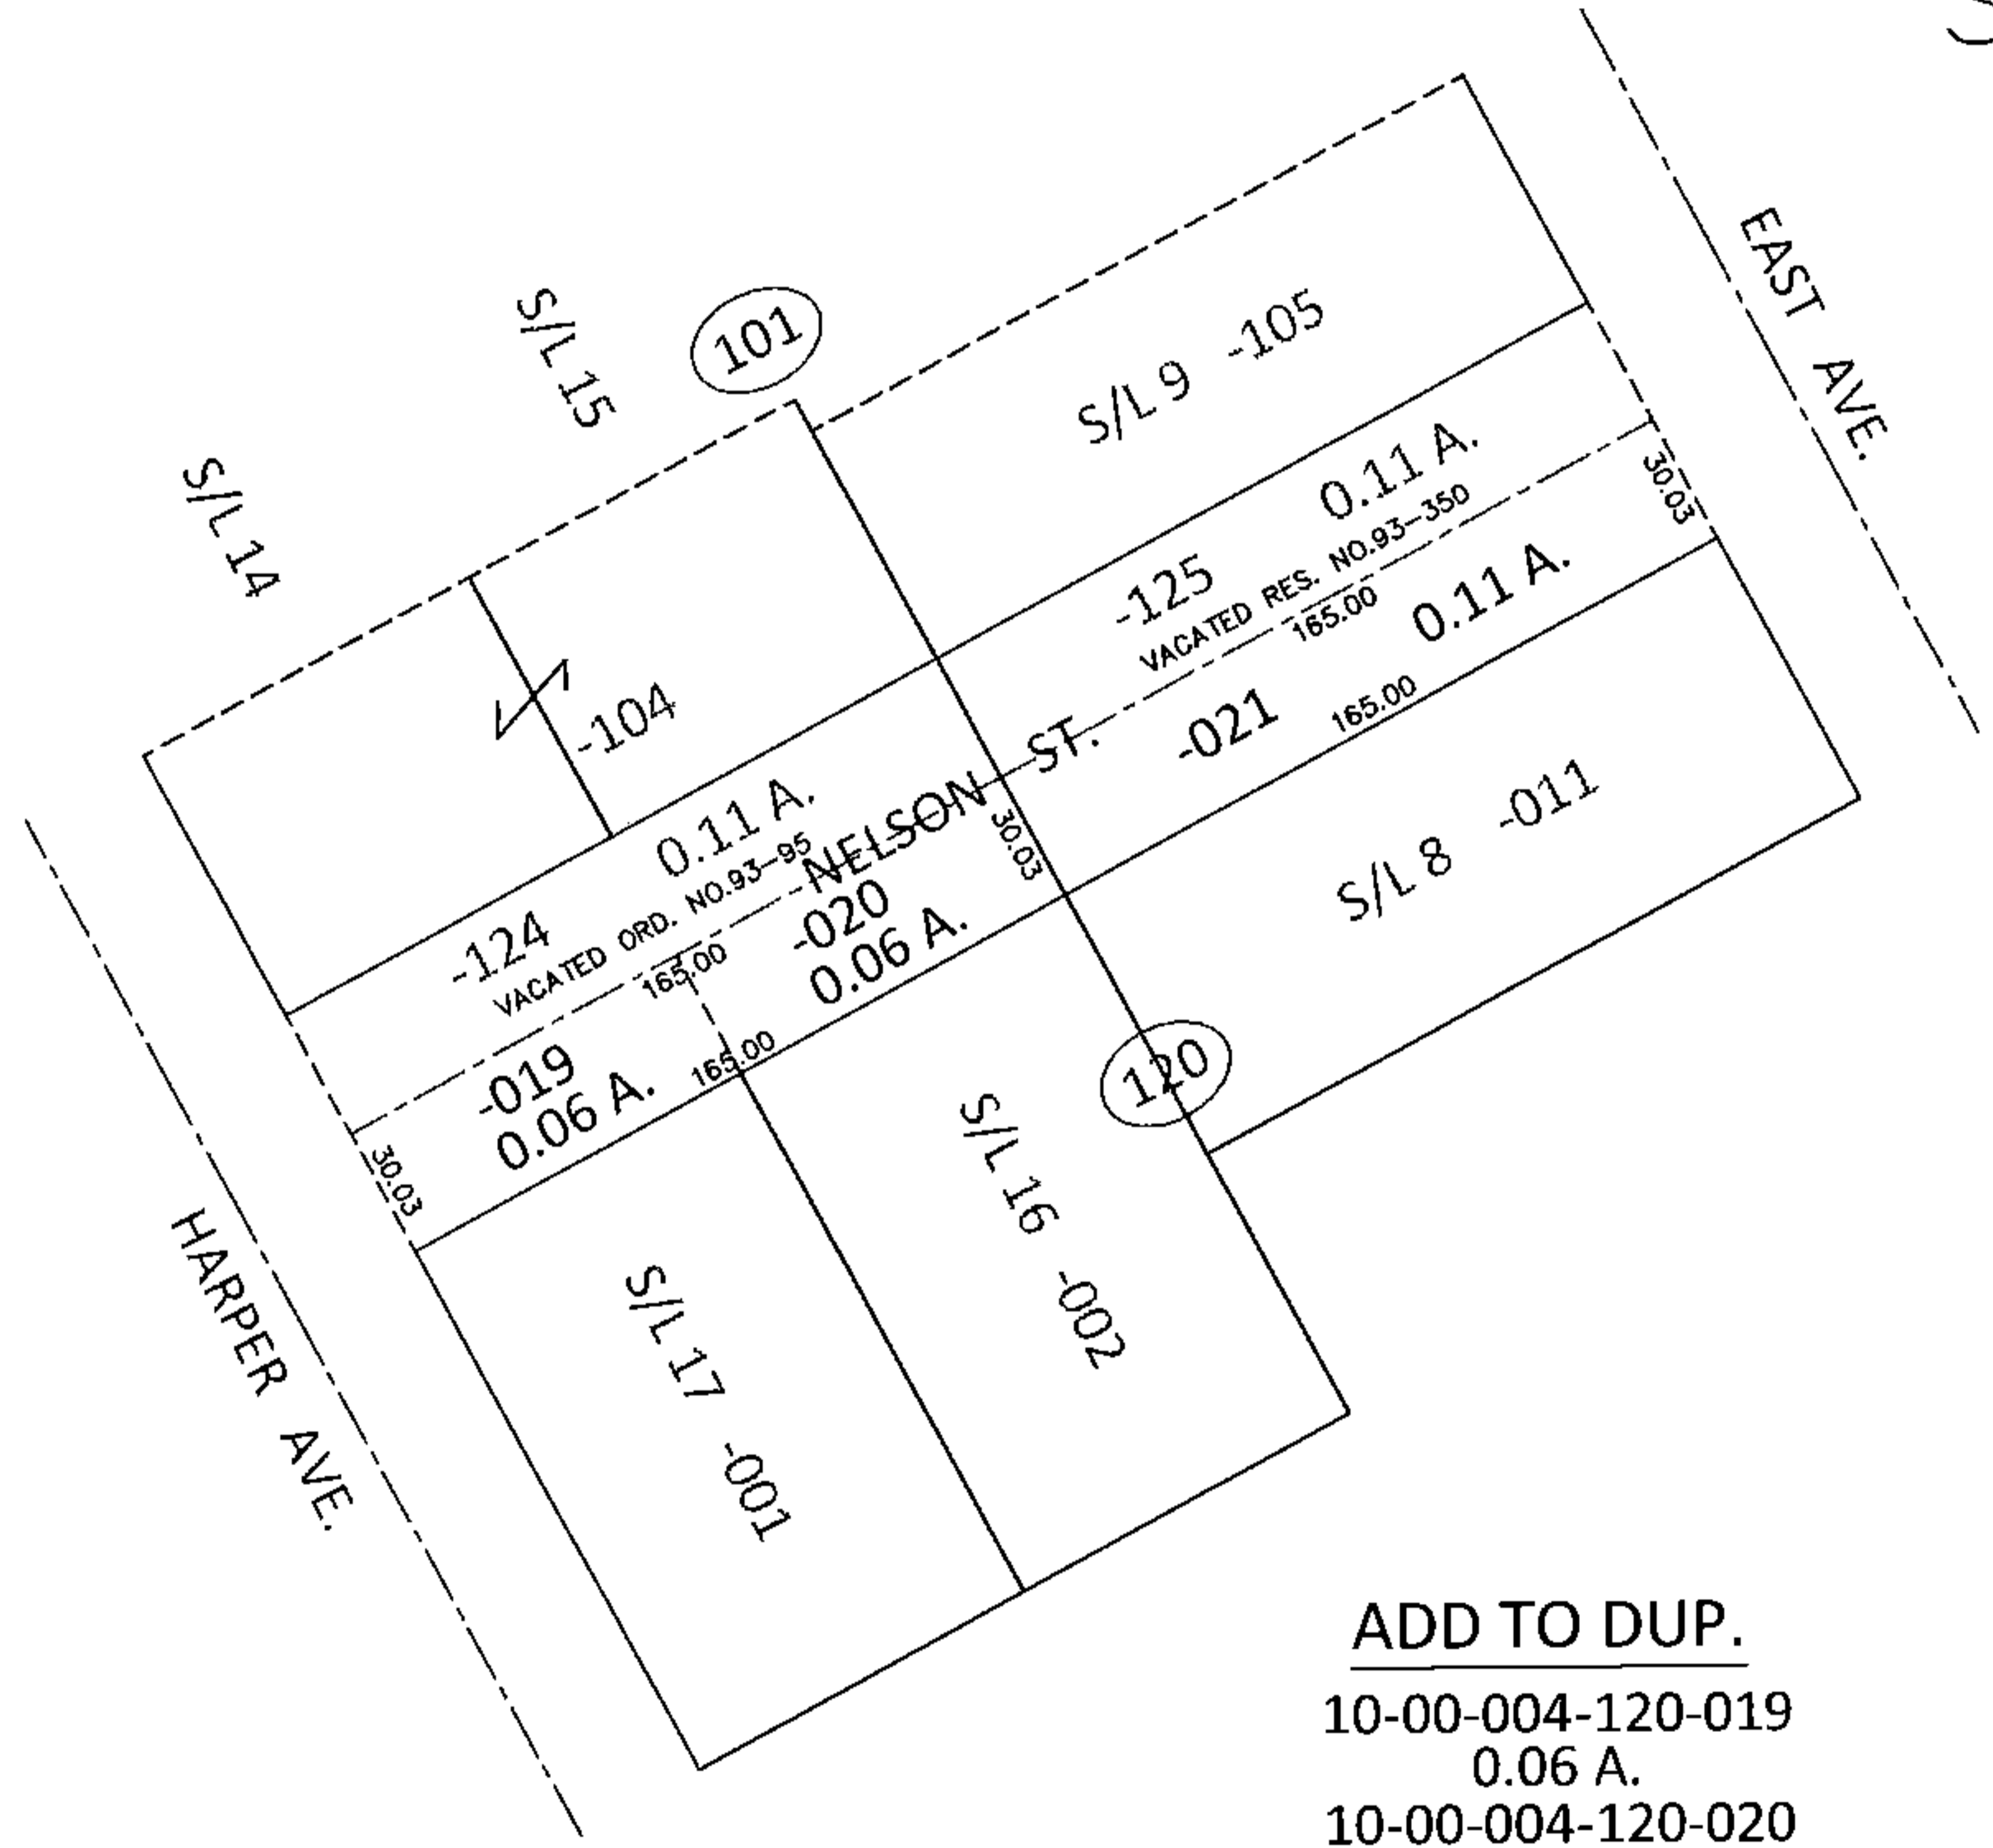 EAST AVE.
S/L 15
101
S/L 9 -105
S/L 14
0.11 A.
-125
VACATED RES. NO.93-350
165.00
30.03
0.11 A.
-104
-021
165.00
NELSON ST.
0.11 A.
30.03
S/L 8 -011
-124
VACATED ORD. NO.93-95
165.00
-020
0.06 A.
-019
0.06 A.
165.00
30.03
120
S/L 16 -002
HARPER AVE.
S/L 17 -001
ADD TO DUP.
10-00-004-120-019
0.06 A.
10-00-004-120-020